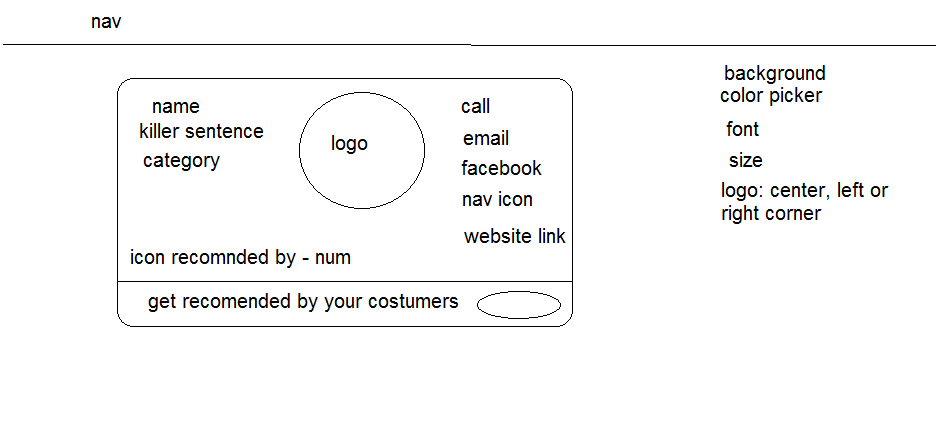 nav
name
killer sentence
category
logo
call
email
facebook
nav icon
website link
icon recomnded by - num
get recomended by your costumers
background
color picker
font
size
logo: center, left or
right corner